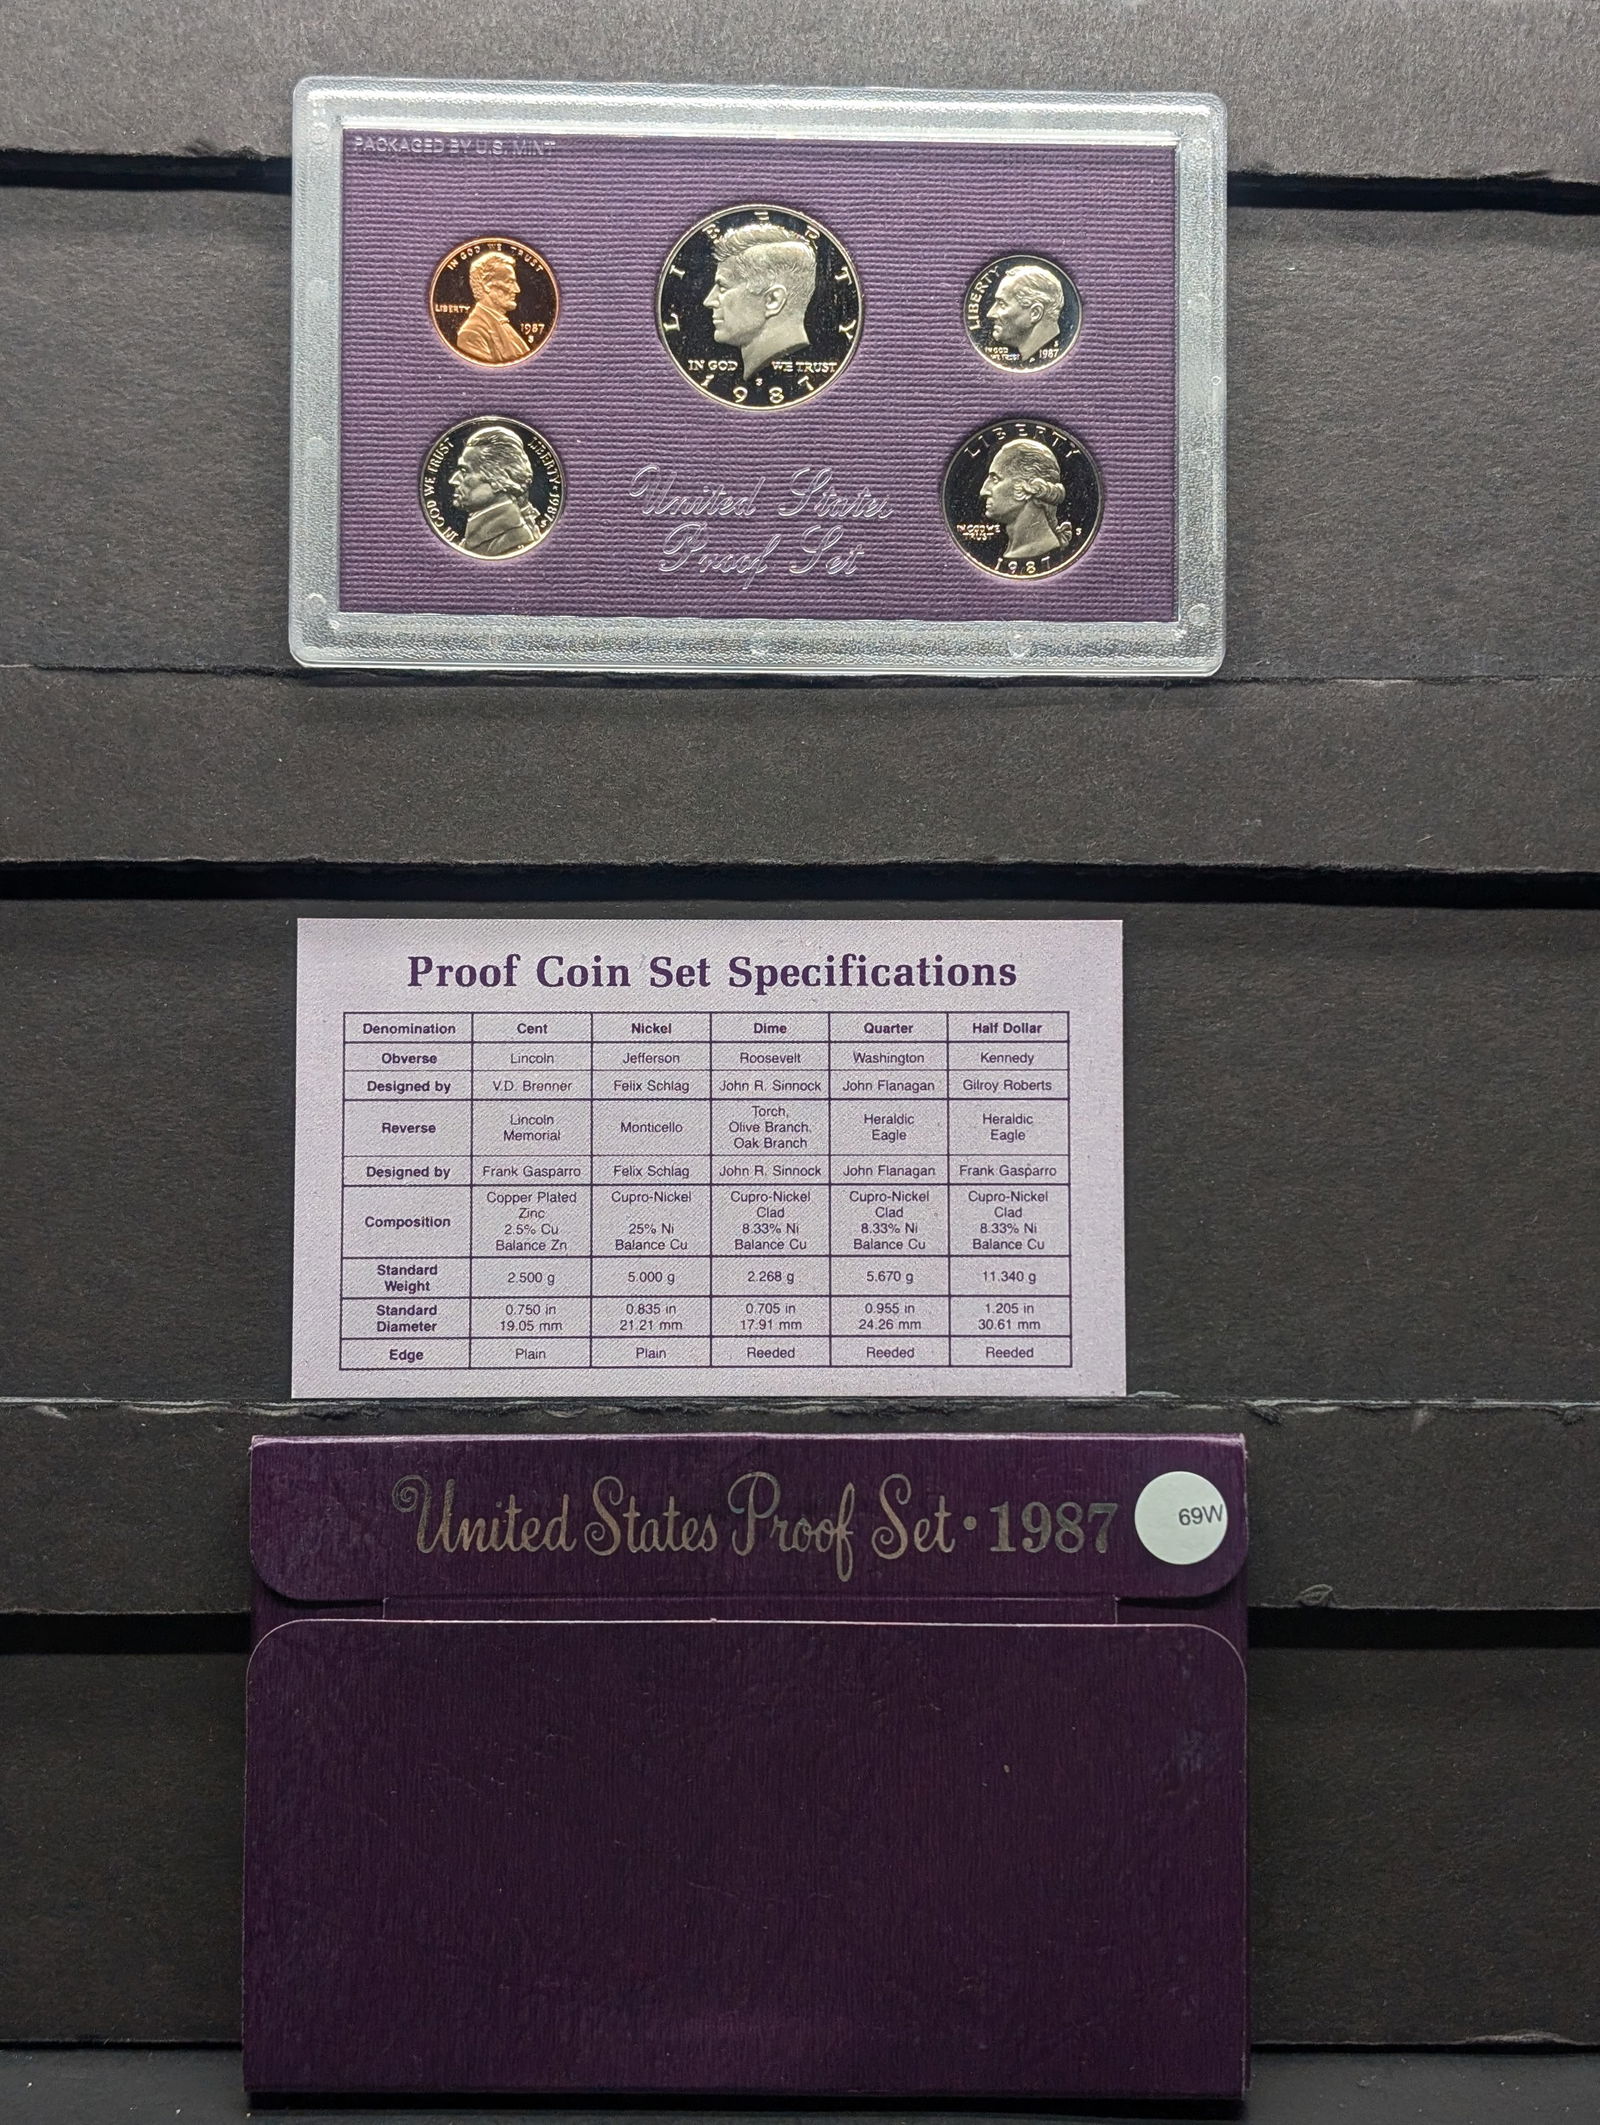 PACKAGED BY U.S. MINT
IN GOD WE TRUST
LIBERTY
1987
S
LIBERTY
IN GOD WE TRUST
S
1987
LIBERTY
IN GOD
WE TRUST
S
1987
IN GOD WE TRUST
LIBERTY · 1987
S
LIBERTY
IN GOD WE
TRUST
S
1987
United States
Proof Set
Proof Coin Set Specifications
Denomination Cent Nickel Dime Quarter Half Dollar
Obverse Lincoln Jefferson Roosevelt Washington Kennedy
Designed by V.D. Brenner Felix Schlag John R. Sinnock John Flanagan Gilroy Roberts
Reverse Lincoln Memorial Monticello Torch, Olive Branch, Oak Branch Heraldic Eagle Heraldic Eagle
Designed by Frank Gasparro Felix Schlag John R. Sinnock John Flanagan Frank Gasparro
Composition Copper Plated Zinc 2.5% Cu Balance Zn Cupro-Nickel 25% Ni Balance Cu Cupro-Nickel Clad 8.33% Ni Balance Cu Cupro-Nickel Clad 8.33% Ni Balance Cu Cupro-Nickel Clad 8.33% Ni Balance Cu
Standard Weight 2.500 g 5.000 g 2.268 g 5.670 g 11.340 g
Standard Diameter 0.750 in 19.05 mm 0.835 in 21.21 mm 0.705 in 17.91 mm 0.955 in 24.26 mm 1.205 in 30.61 mm
Edge Plain Plain Reeded Reeded Reeded
United States Proof Set · 1987
69W